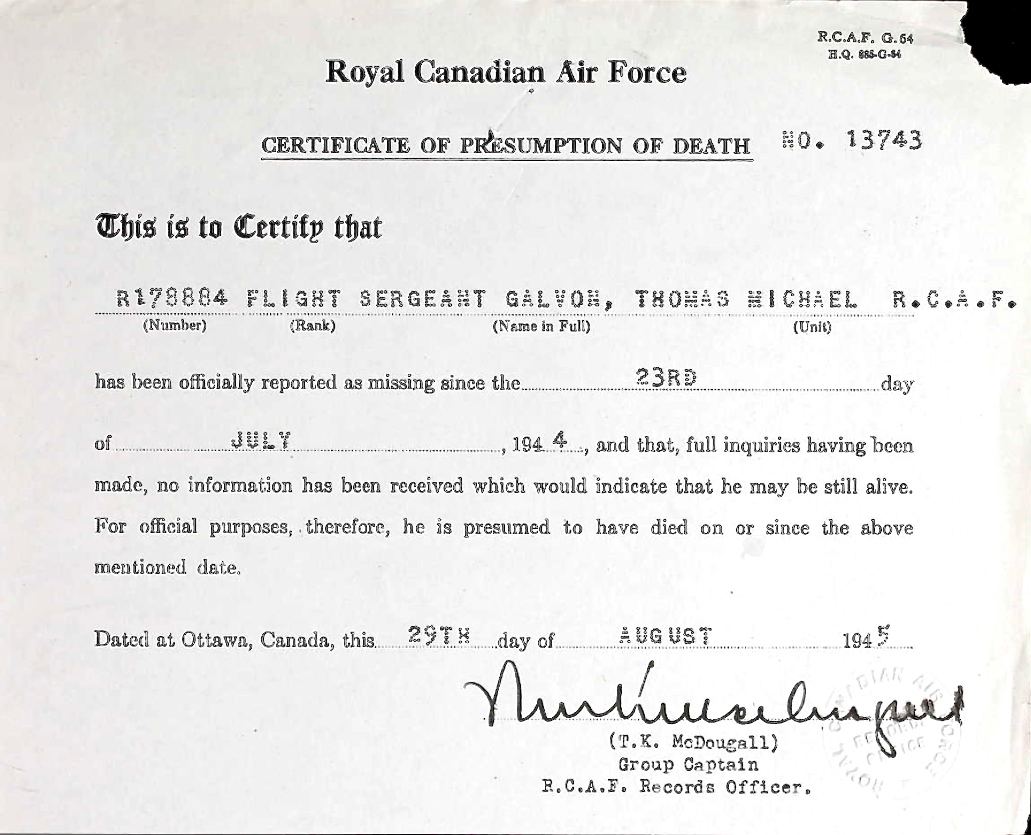 R.C.A.F. G.64
H.Q. 885-G-64
Royal Canadian Air Force
CERTIFICATE OF PRESUMPTION OF DEATH NO. 13743
This is to Certify that
R178884 FLIGHT SERGEANT GALVON, THOMAS MICHAEL R.C.A.F.
(Number) (Rank) (Name in Full) (Unit)
has been officially reported as missing since the 23RD day
of JULY , 1944, and that, full inquiries having been
made, no information has been received which would indicate that he may be still alive.
For official purposes, therefore, he is presumed to have died on or since the above
mentioned date.
Dated at Ottawa, Canada, this 29TH day of AUGUST 1945
(T.K. McDougall)
Group Captain
R.C.A.F. Records Officer.
ROYAL CANADIAN AIR FORCE
OFFICE